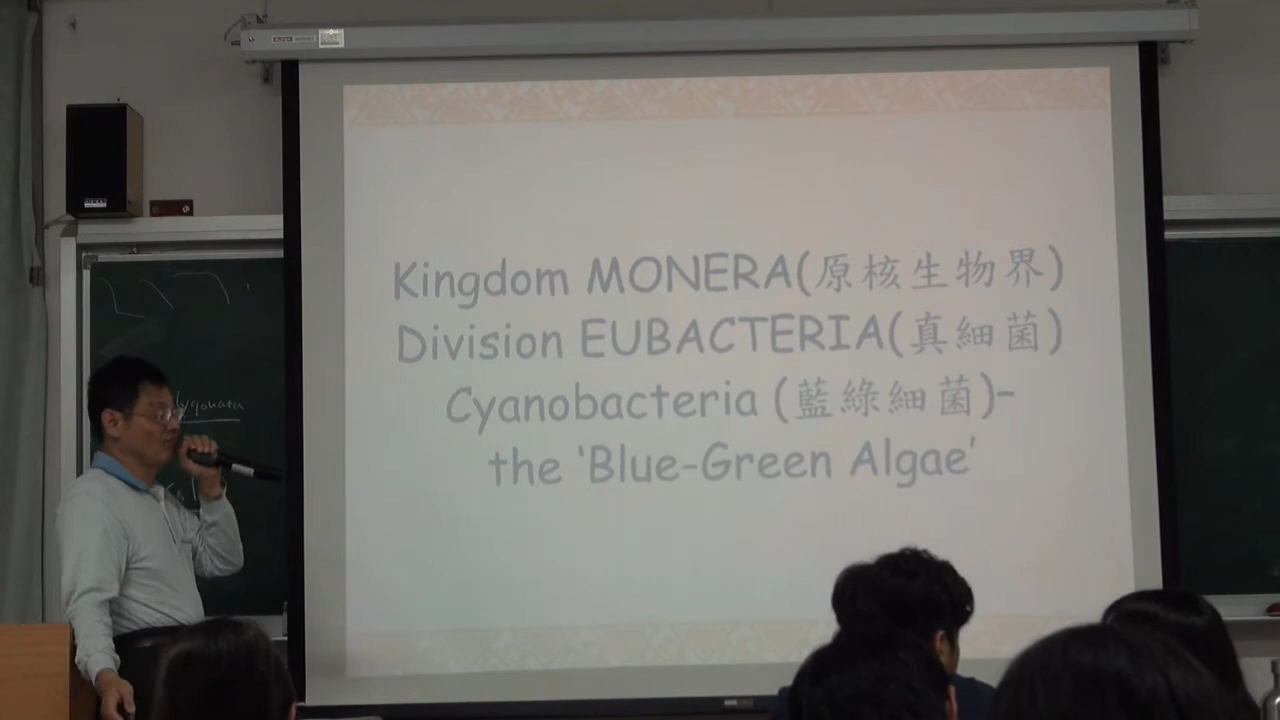 Kingdom MONERA(原核生物界)
Division EUBACTERIA(真細菌)
Cyanobacteria (藍綠細菌)-
the 'Blue-Green Algae'